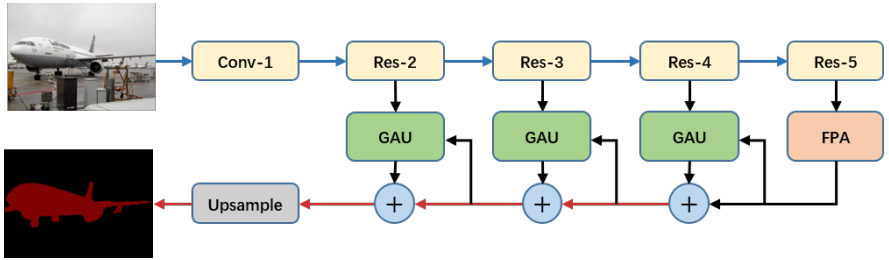 Conv-1 Res-2 Res-3 Res-4 Res-5
GAU GAU GAU FPA
Upsample + + +